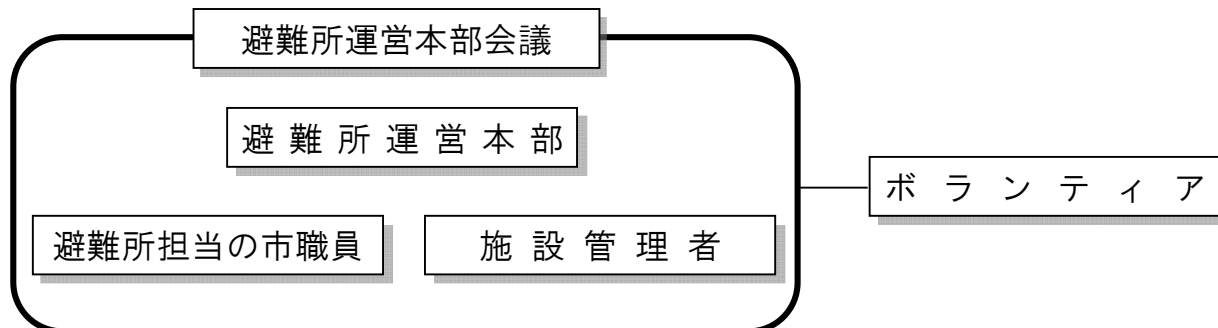 避難所運営本部会議
避難所運営本部
ボランティア
避難所担当の市職員
施設管理者